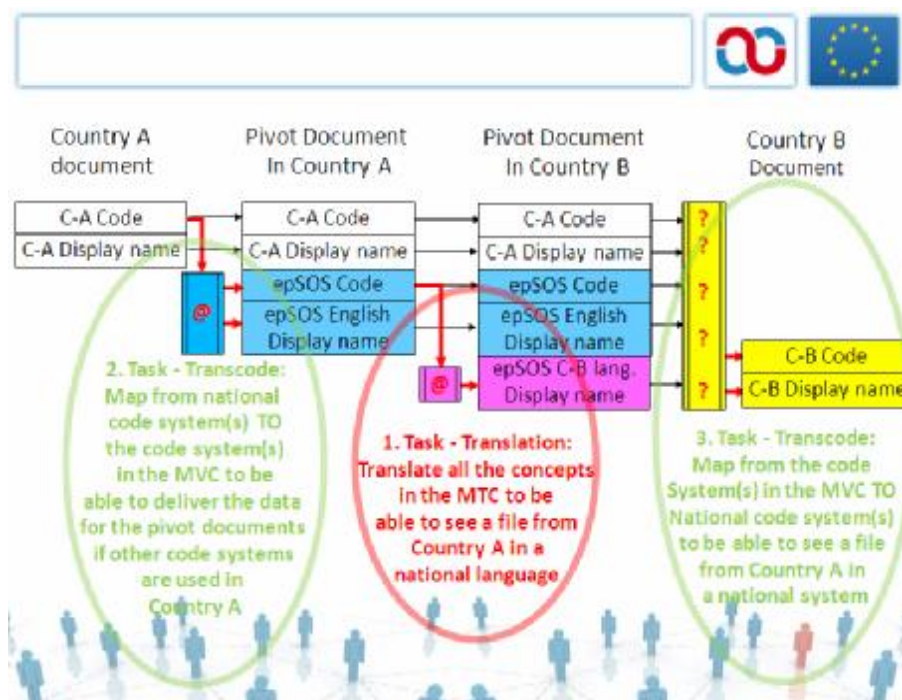 Country A
document
Pivot Document
In Country A
Pivot Document
In Country B
Country B
Document
C-A Code
C-A Display name
C-A Code
C-A Display name
epSOS Code
epSOS English
Display name
C-A Code
C-A Display name
epSOS Code
epSOS English
Display name
epSOS C-B lang.
Display name
@
@
?
?
?
?
?
C-B Code
C-B Display name
2. Task - Transcode:
Map from national
code system(s) TO
the code system(s)
in the MVC to be
able to deliver the data
for the pivot documents
if other code systems
are used in
Country A
1. Task - Translation:
Translate all the concepts
in the MTC to be
able to see a file from
Country A in a
national language
3. Task - Transcode:
Map from the code
System(s) in the MVC TO
National code system(s)
to be able to see a file
from Country A in
a national system